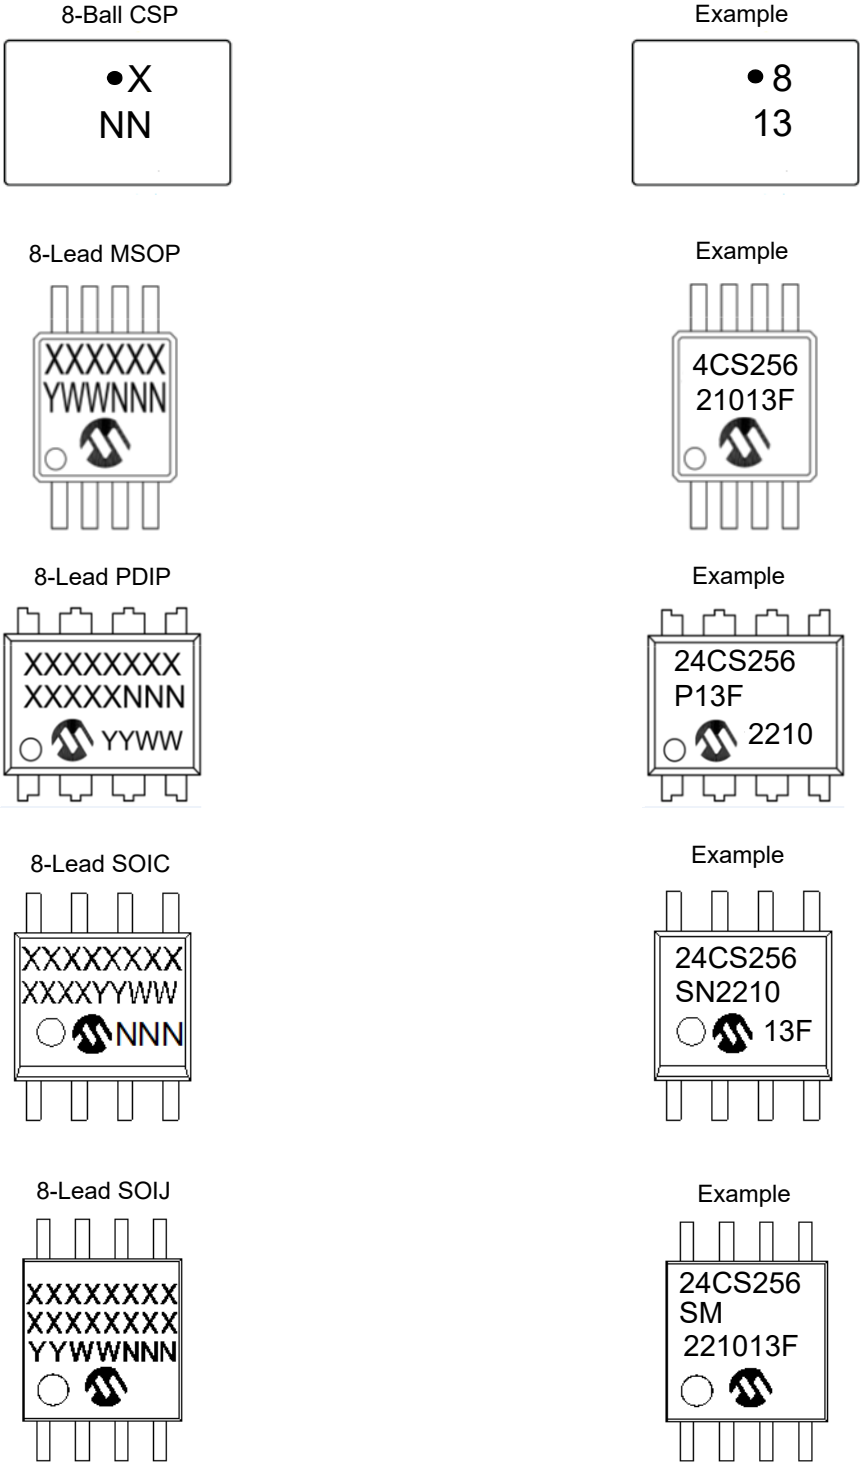 8-Ball CSP
Example
•X
NN
•8
13
8-Lead MSOP
Example
XXXXXX
YWWNNN
4CS256
21013F
8-Lead PDIP
Example
XXXXXXXX
XXXXXNNN
YYWW
24CS256
P13F
2210
8-Lead SOIC
Example
XXXXXXXX
XXXXYYWW
NNN
24CS256
SN2210
13F
8-Lead SOIJ
Example
XXXXXXXX
XXXXXXXX
YYWWNNN
24CS256
SM
221013F